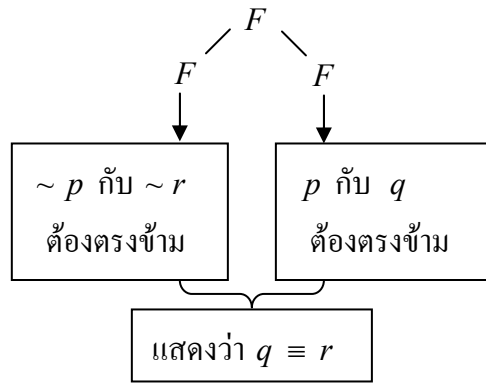 F
F F
~ p กับ ~ r
ต้องตรงข้าม
p กับ q
ต้องตรงข้าม
แสดงว่า q ≡ r